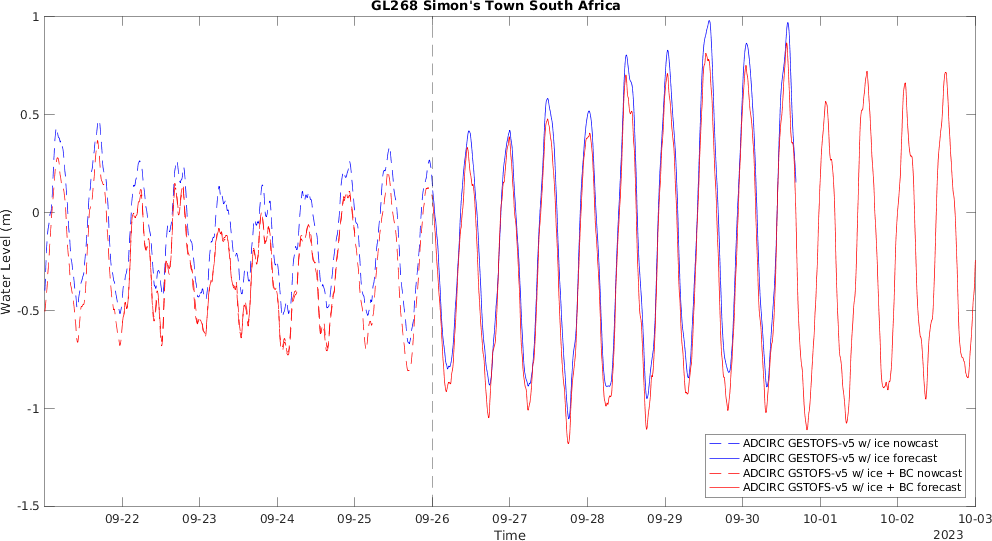 GL268 Simon's Town South Africa
Water Level (m)
1
0.5
0
-0.5
-1
-1.5
ADCIRC GESTOFS-v5 w/ ice nowcast
ADCIRC GESTOFS-v5 w/ ice forecast
ADCIRC GSTOFS-v5 w/ ice + BC nowcast
ADCIRC GSTOFS-v5 w/ ice + BC forecast
09-22 09-23 09-24 09-25 09-26 09-27 09-28 09-29 09-30 10-01 10-02 10-03
Time
2023